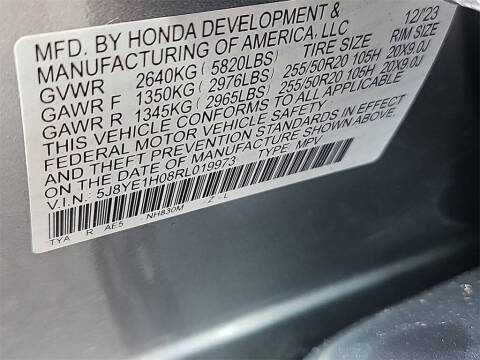 MFD. BY HONDA DEVELOPMENT & 12/23
MANUFACTURING OF AMERICA, LLC
GVWR 2640KG ( 5820LBS) TIRE SIZE RIM SIZE
GAWR F 1350KG ( 2976LBS) 255/50R20 105H 20X9.0J
GAWR R 1345KG ( 2965LBS) 255/50R20 105H 20X9.0J
THIS VEHICLE CONFORMS TO ALL APPLICABLE
FEDERAL MOTOR VEHICLE SAFETY
AND THEFT PREVENTION STANDARDS IN EFFECT
ON THE DATE OF MANUFACTURE SHOWN ABOVE.
V.I.N.: 5J8YE1H08RL019973 TYPE: MPV
TYA R AE5 NH830M Z - L